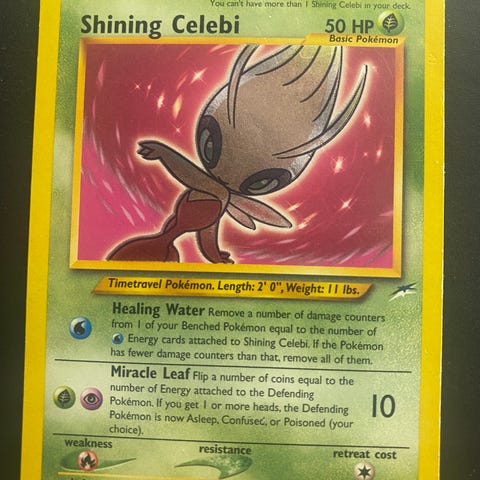 You can't have more than 1 Shining Celebi in your deck.
Shining Celebi 50 HP
Basic Pokémon
Timetravel Pokémon. Length: 2' 0", Weight: 11 lbs.
Healing Water Remove a number of damage counters
from 1 of your Benched Pokémon equal to the number of
Energy cards attached to Shining Celebi. If the Pokémon
has fewer damage counters than that, remove all of them.
Miracle Leaf Flip a number of coins equal to the
number of Energy attached to the Defending
Pokémon. If you get 1 or more heads, the Defending
Pokémon is now Asleep, Confused, or Poisoned (your
choice).
10
weakness
resistance
retreat cost